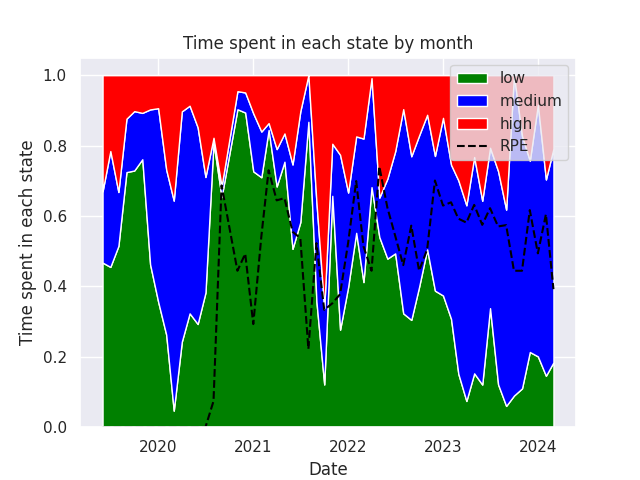 Time spent in each state by month
low
medium
high
RPE
Time spent in each state
1.0
0.8
0.6
0.4
0.2
0.0
2020 2021 2022 2023 2024
Date